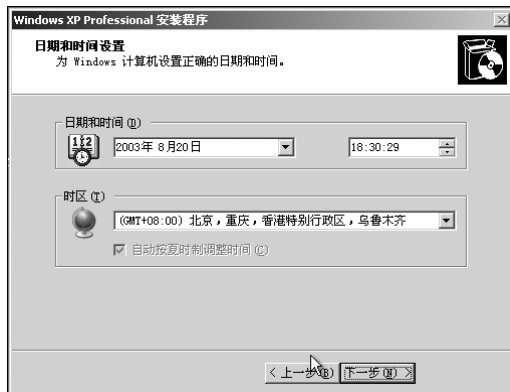 Windows XP Professional 安装程序
日期和时间设置
为 Windows 计算机设置正确的日期和时间。
日期和时间(D)
2003年 8月20日
18:30:29
时区(T)
(GMT+08:00) 北京，重庆，香港特别行政区，乌鲁木齐
自动按夏时制调整时间(C)
< 上一步(B)
下一步(N) >